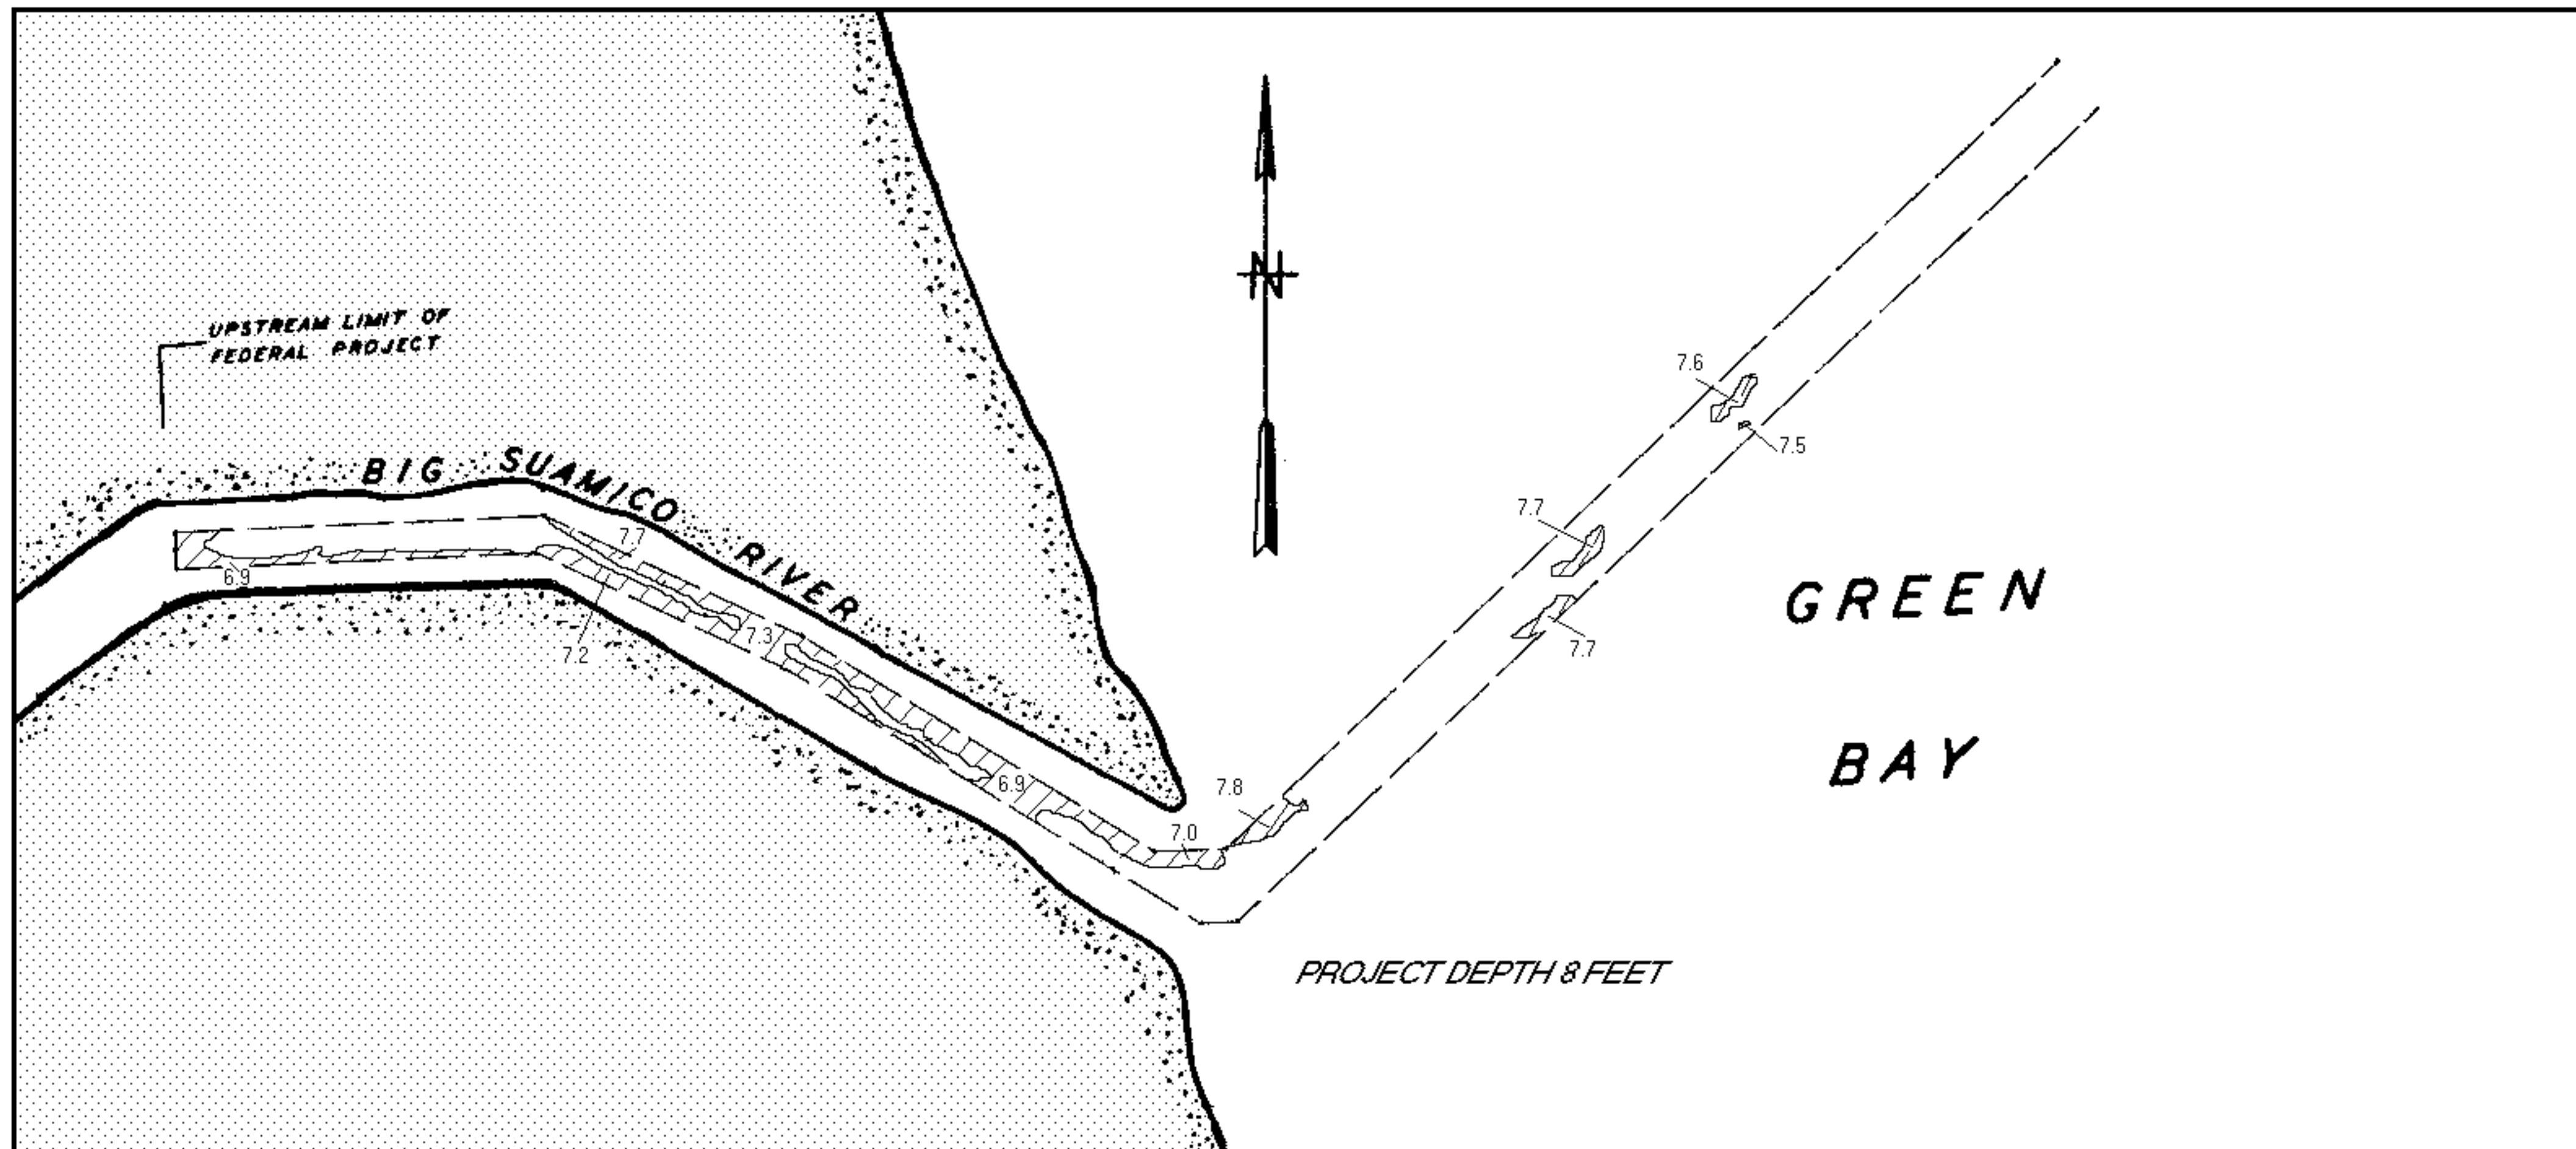 UPSTREAM LIMIT OF
FEDERAL PROJECT
BIG SUAMICO RIVER
N
7.6
7.5
7.7
7.7
6.9
7.7
7.2
7.3
6.9
7.8
7.0
GREEN
BAY
PROJECT DEPTH 8 FEET